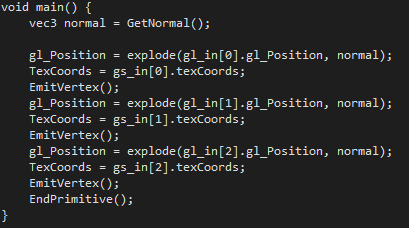 void main() {
    vec3 normal = GetNormal();

    gl_Position = explode(gl_in[0].gl_Position, normal);
    TexCoords = gs_in[0].texCoords;
    EmitVertex();
    gl_Position = explode(gl_in[1].gl_Position, normal);
    TexCoords = gs_in[1].texCoords;
    EmitVertex();
    gl_Position = explode(gl_in[2].gl_Position, normal);
    TexCoords = gs_in[2].texCoords;
    EmitVertex();
    EndPrimitive();
}